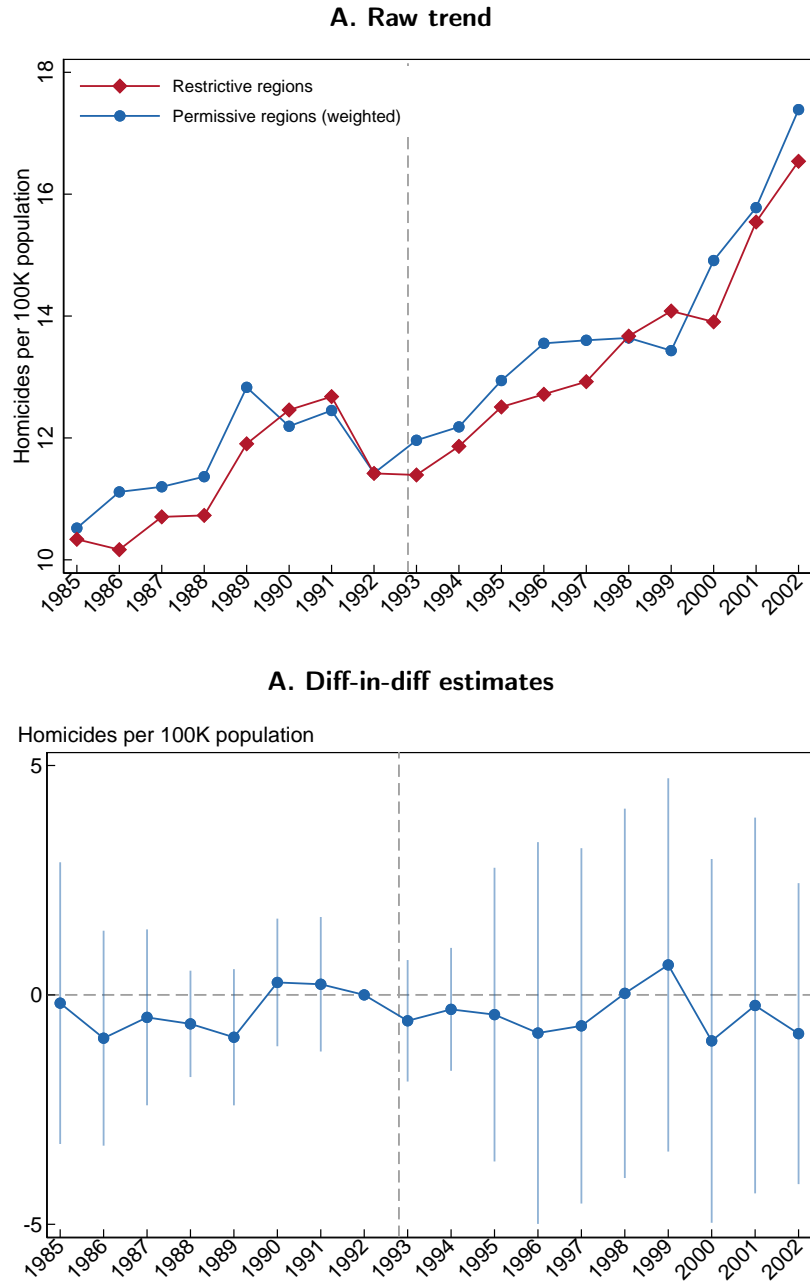 A. Raw trend
Restrictive regions
Permissive regions (weighted)
Homicides per 100K population
18
16
14
12
10
1985 1986 1987 1988 1989 1990 1991 1992 1993 1994 1995 1996 1997 1998 1999 2000 2001 2002
A. Diff-in-diff estimates
Homicides per 100K population
5
0
-5
1985 1986 1987 1988 1989 1990 1991 1992 1993 1994 1995 1996 1997 1998 1999 2000 2001 2002